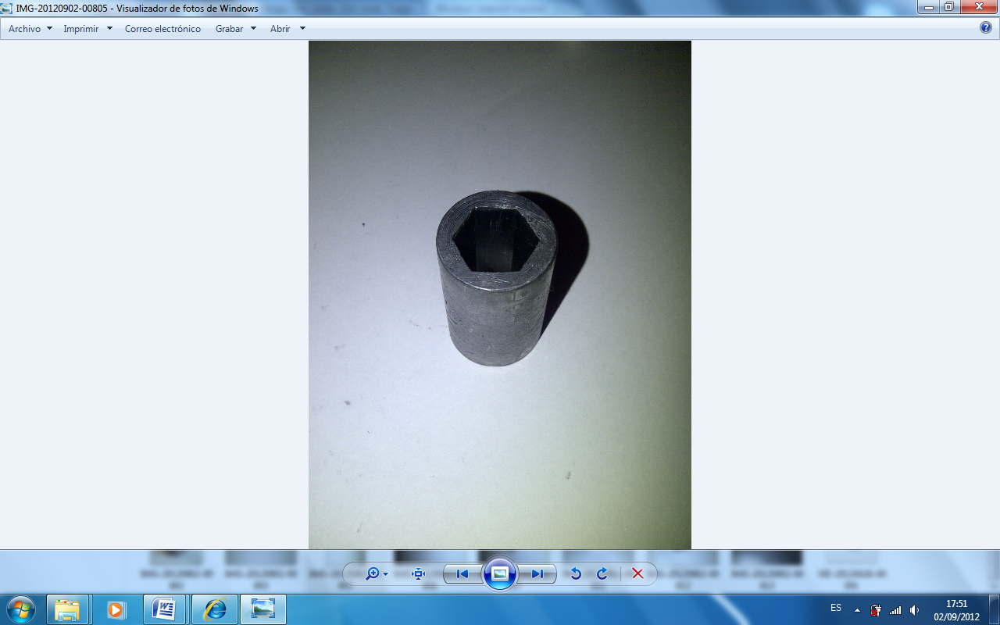 IMG-20120902-00805 - Visualizador de fotos de Windows
Archivo Imprimir Correo electrónico Grabar Abrir
ES
17:51
02/09/2012